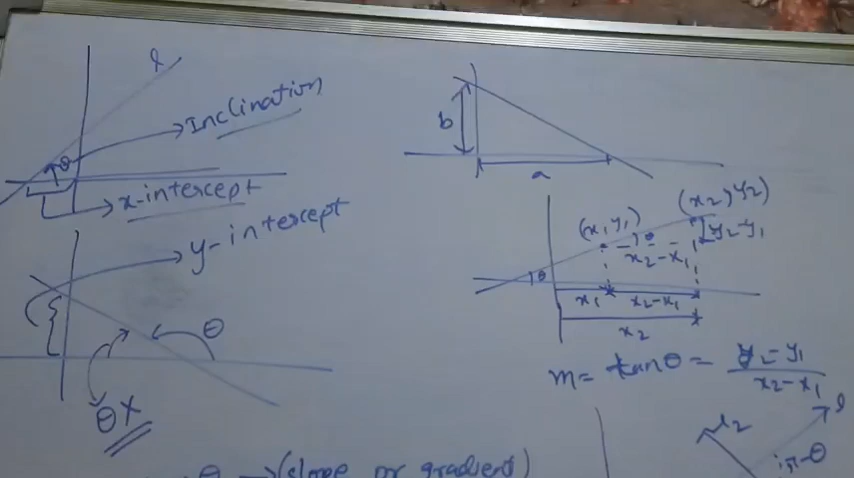 l
θ
Inclination
x-intercept
y-intercept
θ
θ X
b
a
(x₁ y₁)
(x₂, y₂)
θ
y₂-y₁
x₂-x₁
θ
x₁
x₂-x₁
x₂
m = tanθ = y₂-y₁ / x₂-x₁
θ → (slope or gradient)
l₂
l
π-θ